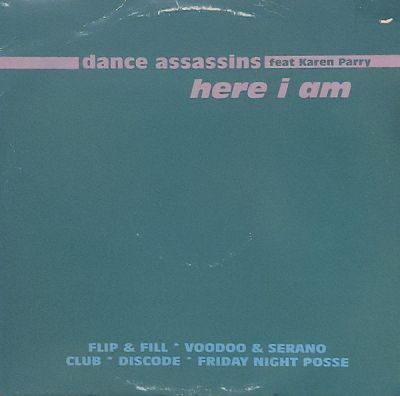 dance assassins feat Karen Parry
here i am
FLIP & FILL * VOODOO & SERANO
CLUB * DISCODE * FRIDAY NIGHT POSSE